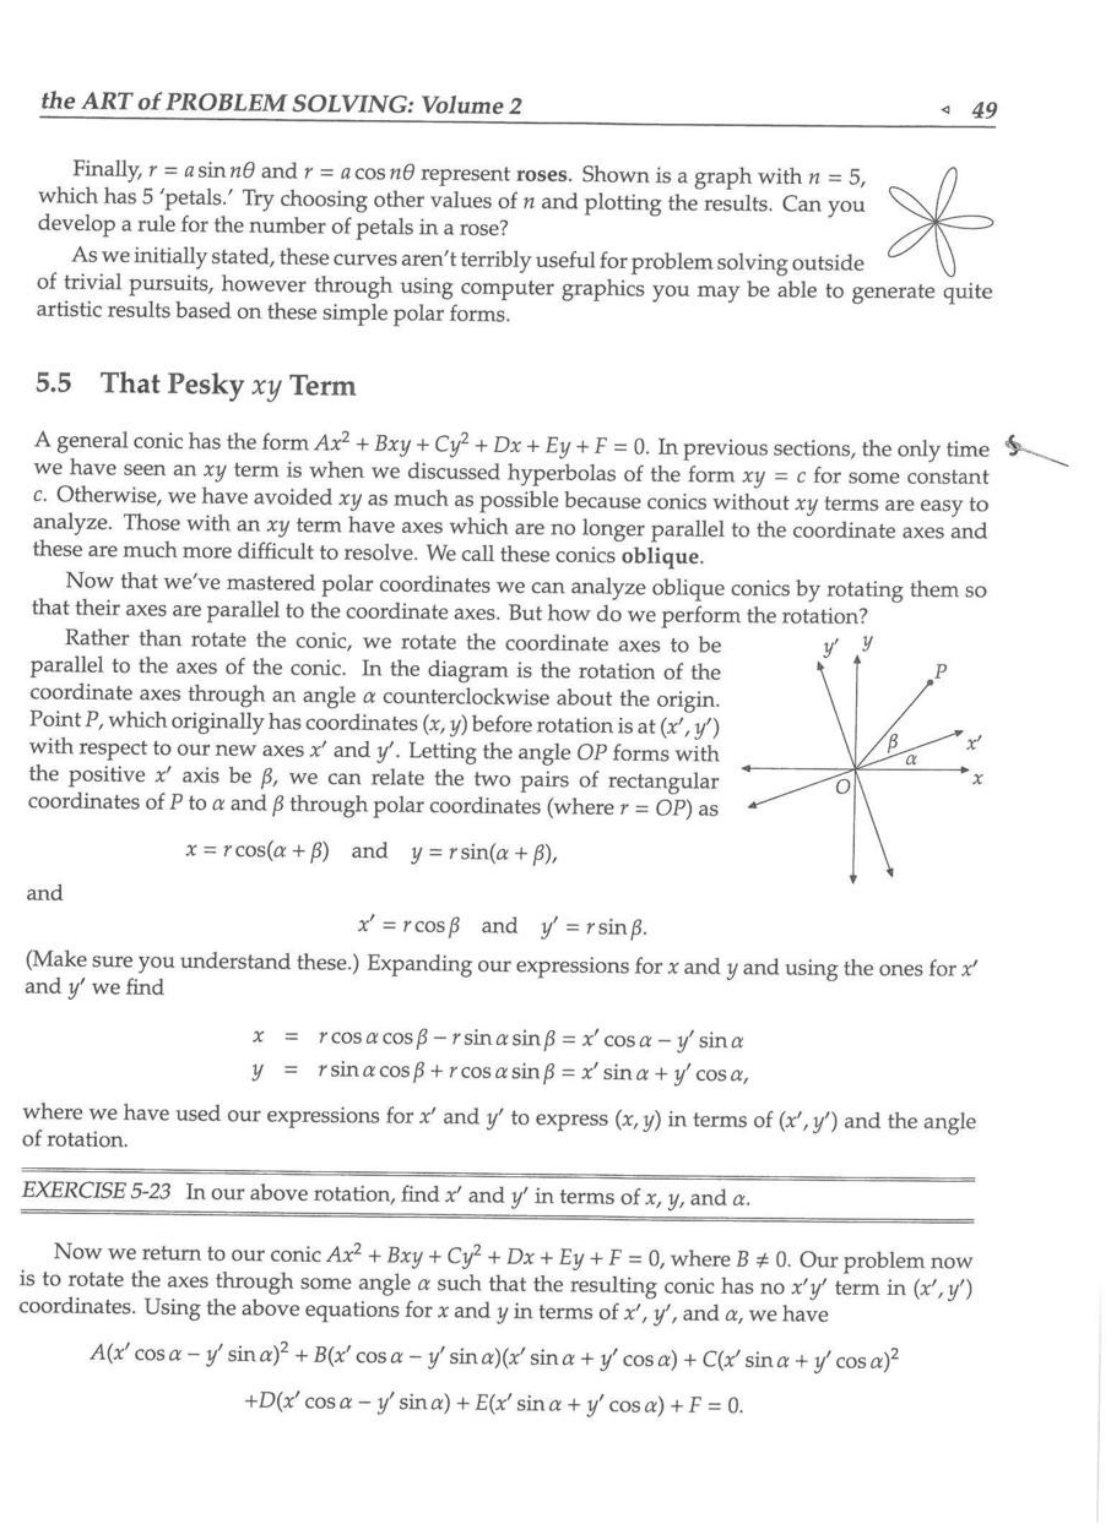 the ART of PROBLEM SOLVING: Volume 2 ◁ 49
Finally, r = a sin nθ and r = a cos nθ represent roses. Shown is a graph with n = 5,
which has 5 'petals.' Try choosing other values of n and plotting the results. Can you
develop a rule for the number of petals in a rose?
As we initially stated, these curves aren't terribly useful for problem solving outside
of trivial pursuits, however through using computer graphics you may be able to generate quite
artistic results based on these simple polar forms.
5.5 That Pesky xy Term
A general conic has the form Ax² + Bxy + Cy² + Dx + Ey + F = 0. In previous sections, the only time
we have seen an xy term is when we discussed hyperbolas of the form xy = c for some constant
c. Otherwise, we have avoided xy as much as possible because conics without xy terms are easy to
analyze. Those with an xy term have axes which are no longer parallel to the coordinate axes and
these are much more difficult to resolve. We call these conics oblique.
Now that we've mastered polar coordinates we can analyze oblique conics by rotating them so
that their axes are parallel to the coordinate axes. But how do we perform the rotation?
Rather than rotate the conic, we rotate the coordinate axes to be
parallel to the axes of the conic. In the diagram is the rotation of the
coordinate axes through an angle α counterclockwise about the origin.
Point P, which originally has coordinates (x, y) before rotation is at (x′, y′)
with respect to our new axes x′ and y′. Letting the angle OP forms with
the positive x′ axis be β, we can relate the two pairs of rectangular
coordinates of P to α and β through polar coordinates (where r = OP) as
y′ y
P
β x′
α
O x
x = r cos(α + β) and y = r sin(α + β),
and
x′ = r cos β and y′ = r sin β.
(Make sure you understand these.) Expanding our expressions for x and y and using the ones for x′
and y′ we find
x = r cos α cos β − r sin α sin β = x′ cos α − y′ sin α
y = r sin α cos β + r cos α sin β = x′ sin α + y′ cos α,
where we have used our expressions for x′ and y′ to express (x, y) in terms of (x′, y′) and the angle
of rotation.
EXERCISE 5-23 In our above rotation, find x′ and y′ in terms of x, y, and α.
Now we return to our conic Ax² + Bxy + Cy² + Dx + Ey + F = 0, where B ≠ 0. Our problem now
is to rotate the axes through some angle α such that the resulting conic has no x′y′ term in (x′, y′)
coordinates. Using the above equations for x and y in terms of x′, y′, and α, we have
A(x′ cos α − y′ sin α)² + B(x′ cos α − y′ sin α)(x′ sin α + y′ cos α) + C(x′ sin α + y′ cos α)²
+D(x′ cos α − y′ sin α) + E(x′ sin α + y′ cos α) + F = 0.